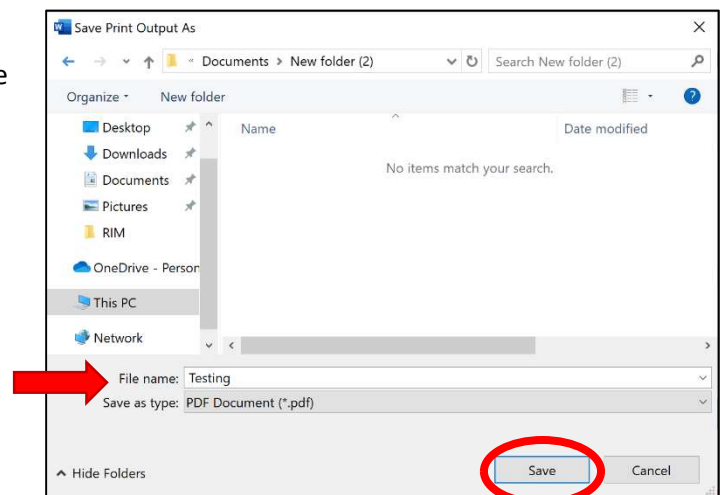 Save Print Output As
« Documents > New folder (2)
Search New folder (2)
e
Organize
New folder
Desktop
Name
Date modified
Downloads
No items match your search.
Documents
Pictures
RIM
OneDrive - Person
This PC
Network
File name: Testing
Save as type: PDF Document (*.pdf)
Hide Folders
Save
Cancel